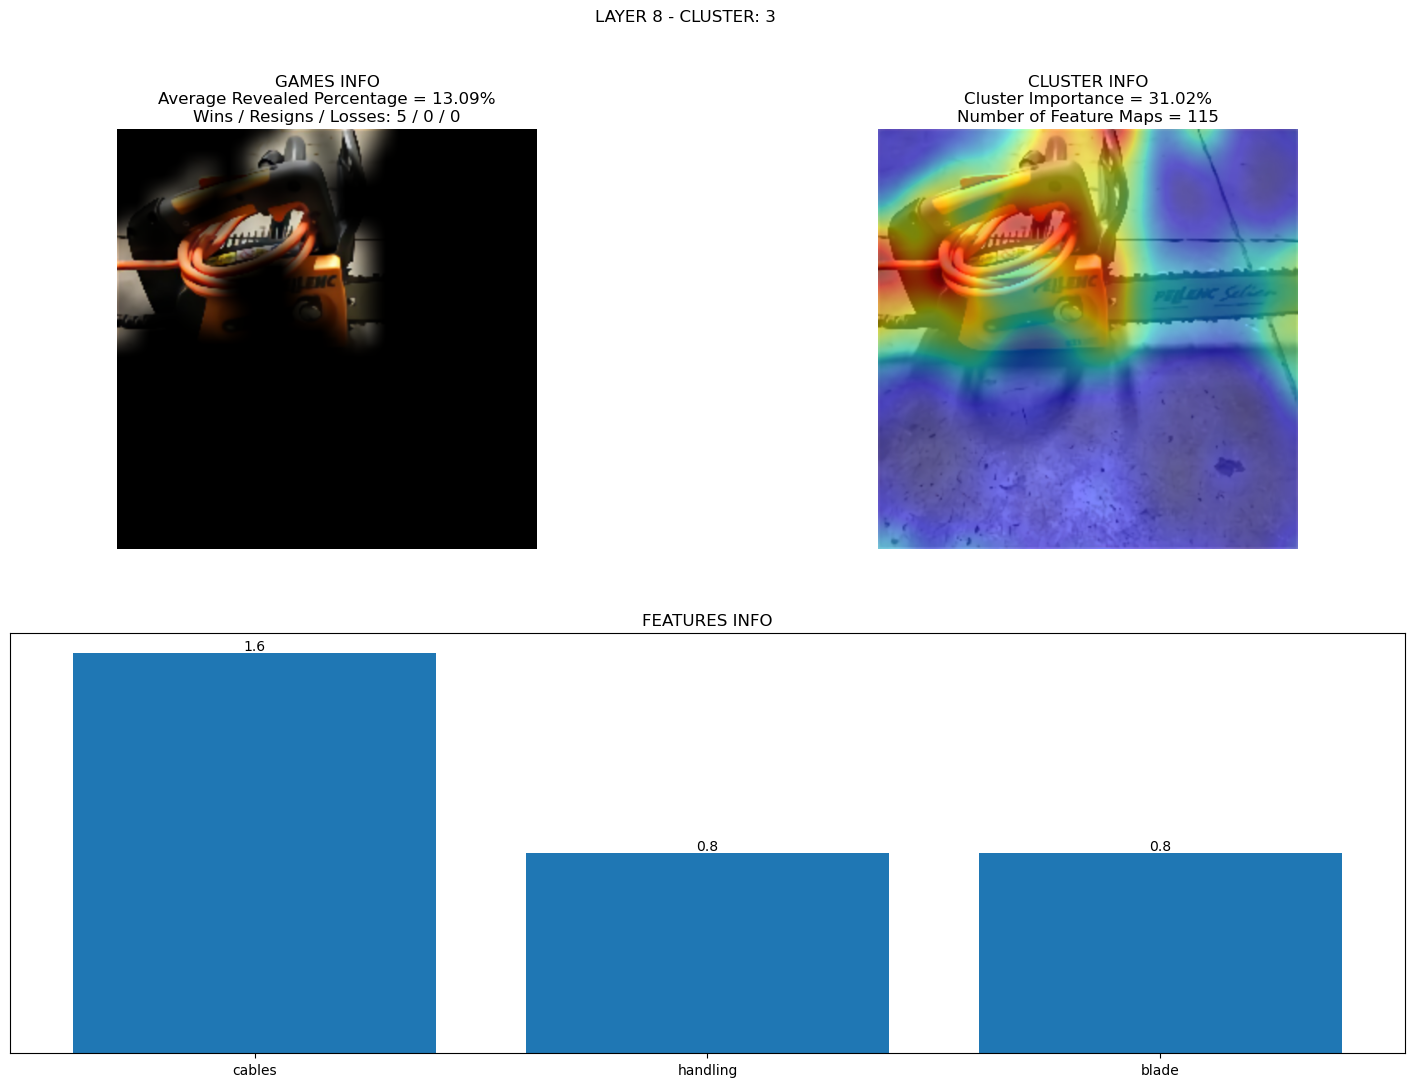 LAYER 8 - CLUSTER: 3
GAMES INFO
Average Revealed Percentage = 13.09%
Wins / Resigns / Losses: 5 / 0 / 0
CLUSTER INFO
Cluster Importance = 31.02%
Number of Feature Maps = 115
PELLENC
PELLENC Selion
FEATURES INFO
1.6
0.8
0.8
cables
handling
blade